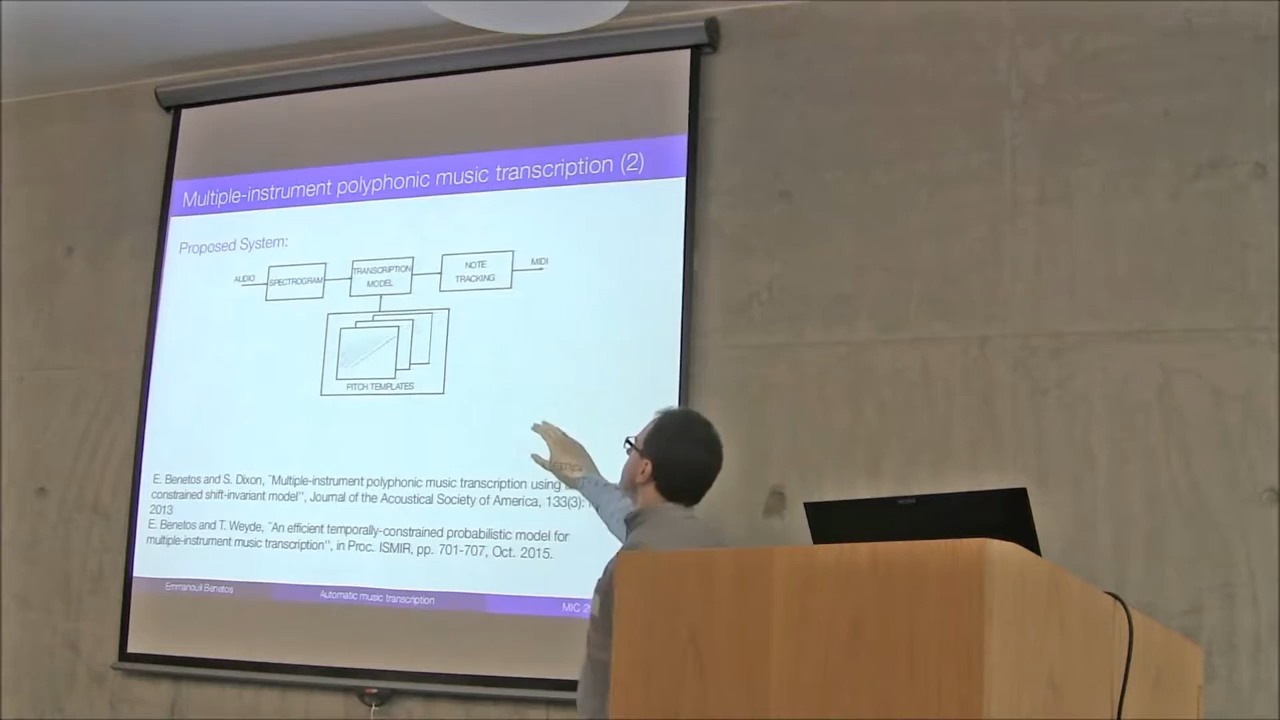 Multiple-instrument polyphonic music transcription (2)
Proposed System:
AUDIO
SPECTROGRAM
TRANSCRIPTION
MODEL
NOTE
TRACKING
MIDI
PITCH TEMPLATES
E. Benetos and S. Dixon, "Multiple-instrument polyphonic music transcription using
constrained shift-invariant model", Journal of the Acoustical Society of America, 133(3):
2013
E. Benetos and T. Weyde, "An efficient temporally-constrained probabilistic model for
multiple-instrument music transcription", in Proc. ISMIR, pp. 701-707, Oct. 2015.
Emmanouil Benetos
Automatic music transcription
MIC